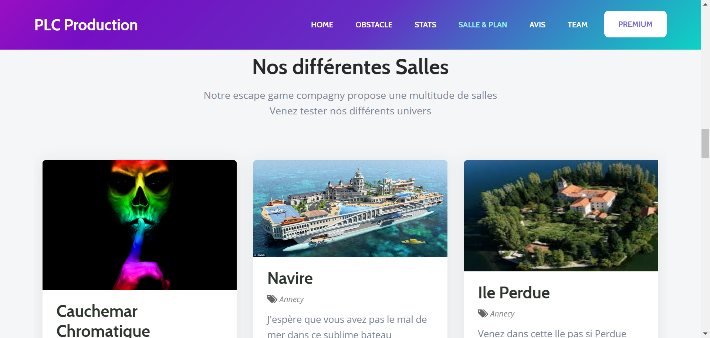 PLC Production
HOME OBSTACLE STATS SALLE & PLAN AVIS TEAM PREMIUM
Nos différentes Salles
Notre escape game compagny propose une multitude de salles
Venez tester nos différents univers
Cauchemar
Chromatique
Navire
Annecy
J'espère que vous avez pas le mal de
mer dans ce sublime bateau
Ile Perdue
Annecy
Venez dans cette Ile pas si Perdue